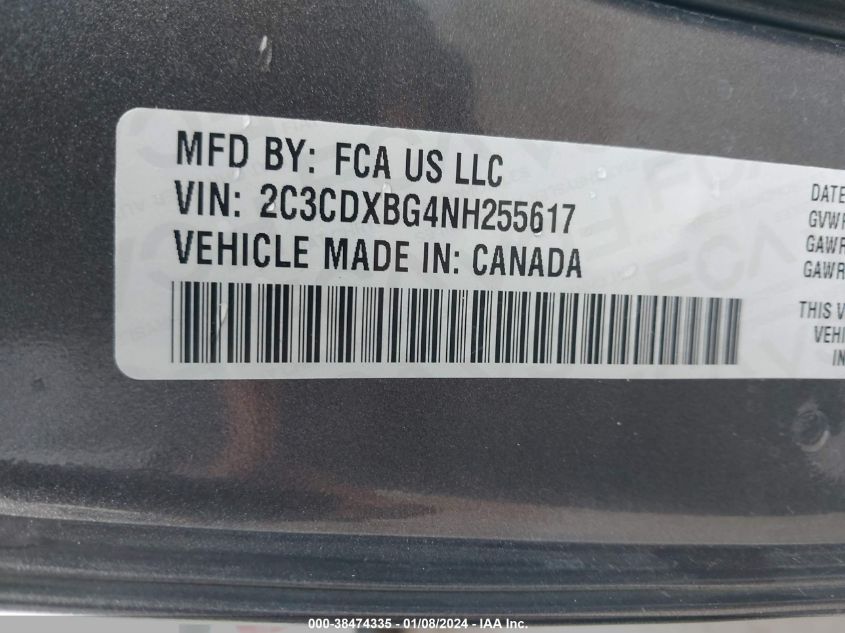 MFD BY: FCA US LLC
VIN: 2C3CDXBG4NH255617
VEHICLE MADE IN: CANADA
DATE
GVWR
GAWR
GAWR
THIS V
VEHI
IN
000-38474335 - 01/08/2024 - IAA, Inc.